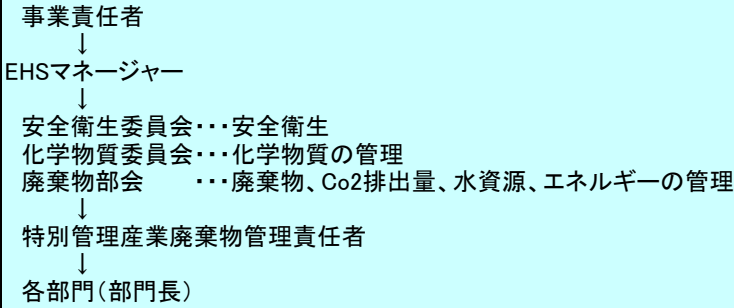 事業責任者
↓
EHSマネージャー
↓
安全衛生委員会・・・安全衛生
化学物質委員会・・・化学物質の管理
廃棄物部会　　・・・廃棄物、Co2排出量、水資源、エネルギーの管理
↓
特別管理産業廃棄物管理責任者
↓
各部門（部門長）